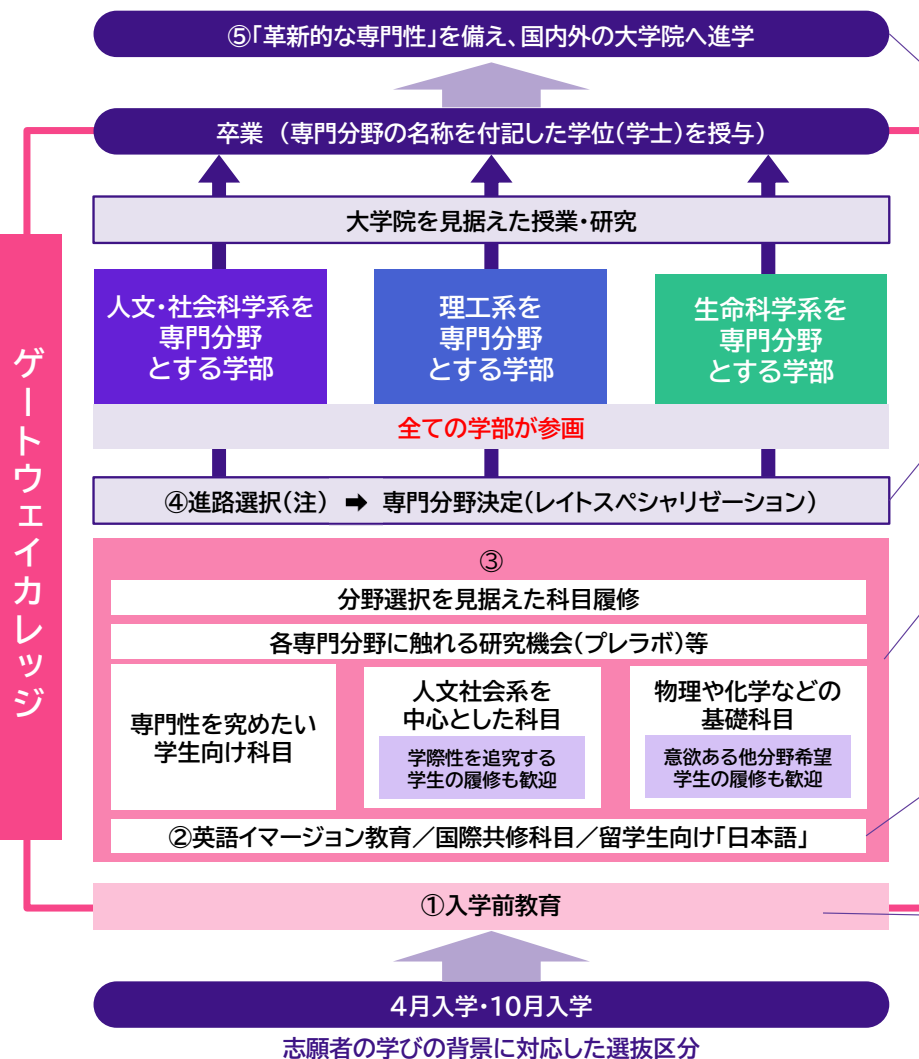 ⑤「革新的な専門性」を備え、国内外の大学院へ進学
卒業 (専門分野の名称を付記した学位(学士)を授与)
大学院を見据えた授業・研究
人文・社会科学系を
専門分野
とする学部
理工系を
専門分野
とする学部
生命科学系を
専門分野
とする学部
全ての学部が参画
④進路選択(注) ➡ 専門分野決定(レイトスペシャリゼーション)
ゲートウェイカレッジ
③
分野選択を見据えた科目履修
各専門分野に触れる研究機会(プレラボ)等
専門性を究めたい
学生向け科目
人文社会系を
中心とした科目
学際性を追究する
学生の履修も歓迎
物理や化学などの
基礎科目
意欲ある他分野希望
学生の履修も歓迎
②英語イマージョン教育/国際共修科目/留学生向け「日本語」
①入学前教育
4月入学・10月入学
志願者の学びの背景に対応した選抜区分